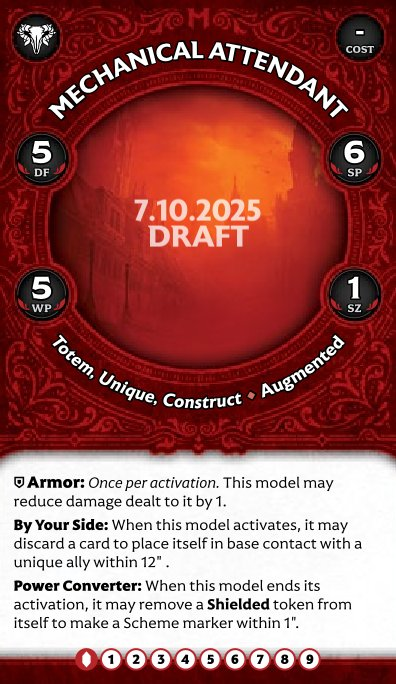 -
COST
MECHANICAL ATTENDANT
5
DF
6
SP
7.10.2025
DRAFT
5
WP
1
SZ
Totem, Unique, Construct ◆ Augmented
Armor: Once per activation. This model may
reduce damage dealt to it by 1.
By Your Side: When this model activates, it may
discard a card to place itself in base contact with a
unique ally within 12" .
Power Converter: When this model ends its
activation, it may remove a Shielded token from
itself to make a Scheme marker within 1".
1 2 3 4 5 6 7 8 9